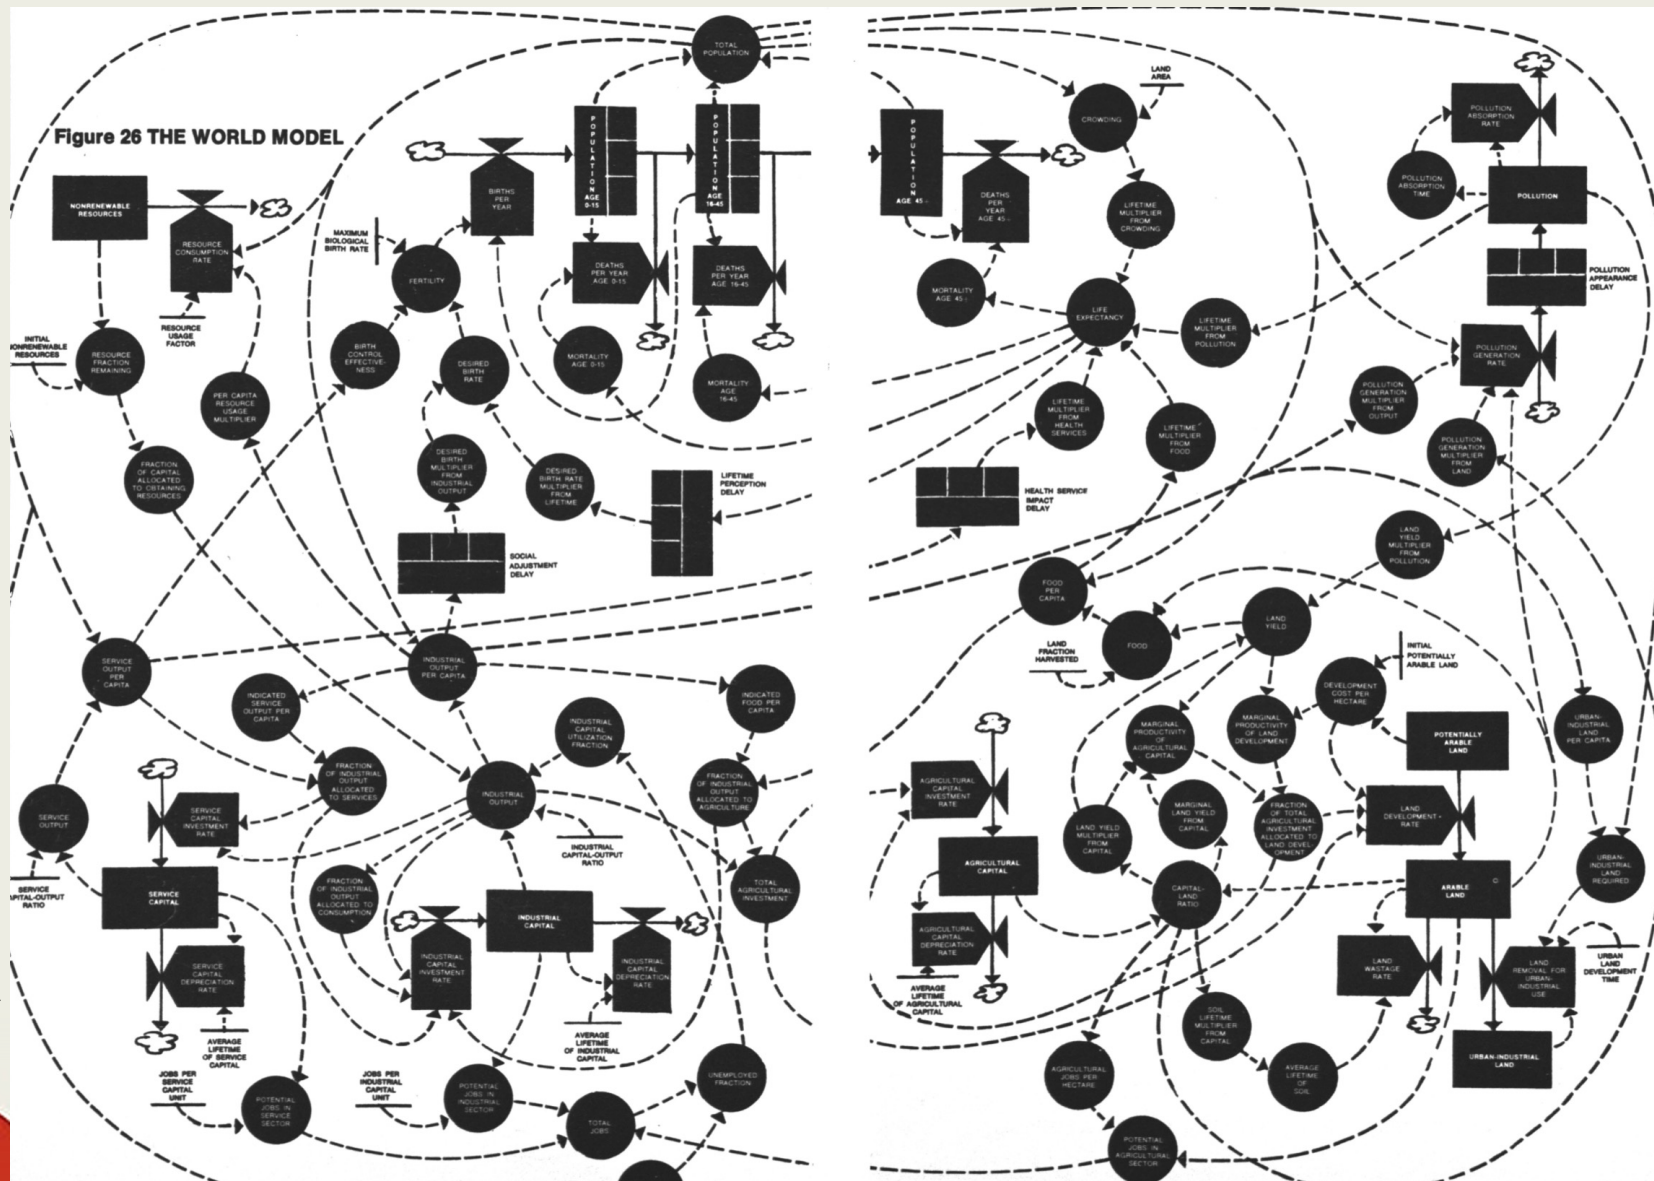 Figure 26 THE WORLD MODEL
TOTAL
POPULATION
NONRENEWABLE
RESOURCES
RESOURCE
CONSUMPTION
RATE
RESOURCE
USAGE
FACTOR
INITIAL
NONRENEWABLE
RESOURCES
RESOURCE
FRACTION
REMAINING
PER CAPITA
RESOURCE
USAGE
MULTIPLIER
FRACTION
OF CAPITAL
ALLOCATED
TO OBTAINING
RESOURCES
BIRTHS
PER
YEAR
MAXIMUM
BIOLOGICAL
BIRTH RATE
FERTILITY
BIRTH
CONTROL
EFFECTIVE-
NESS
DESIRED
BIRTH
RATE
POPULATION
AGE
0-15
POPULATION
AGE
16-45
DEATHS
PER YEAR
AGE 0-15
DEATHS
PER YEAR
AGE 16-45
MORTALITY
AGE 0-15
MORTALITY
AGE
16-45
DESIRED
BIRTH
MULTIPLIER
FROM
INDUSTRIAL
OUTPUT
DESIRED
BIRTH RATE
MULTIPLIER
FROM
LIFETIME
LIFETIME
PERCEPTION
DELAY
SOCIAL
ADJUSTMENT
DELAY
SERVICE
OUTPUT
PER
CAPITA
INDUSTRIAL
OUTPUT
PER CAPITA
INDICATED
SERVICE
OUTPUT PER
CAPITA
INDUSTRIAL
CAPITAL
UTILIZATION
FRACTION
INDICATED
FOOD PER
CAPITA
FRACTION
OF INDUSTRIAL
OUTPUT
ALLOCATED
TO SERVICES
INDUSTRIAL
OUTPUT
FRACTION
OF INDUSTRIAL
OUTPUT
ALLOCATED TO
AGRICULTURE
SERVICE
OUTPUT
SERVICE
CAPITAL
INVESTMENT
RATE
INDUSTRIAL
CAPITAL-OUTPUT
RATIO
SERVICE
CAPITAL
FRACTION
OF INDUSTRIAL
OUTPUT
ALLOCATED TO
CONSUMPTION
TOTAL
AGRICULTURAL
INVESTMENT
SERVICE
APITAL-OUTPUT
RATIO
INDUSTRIAL
CAPITAL
SERVICE
CAPITAL
DEPRECIATION
RATE
INDUSTRIAL
CAPITAL
INVESTMENT
RATE
INDUSTRIAL
CAPITAL
DEPRECIATION
RATE
AVERAGE
LIFETIME
OF SERVICE
CAPITAL
AVERAGE
LIFETIME
OF INDUSTRIAL
CAPITAL
JOBS PER
SERVICE
CAPITAL
UNIT
JOBS PER
INDUSTRIAL
CAPITAL
UNIT
POTENTIAL
JOBS IN
SERVICE
SECTOR
POTENTIAL
JOBS IN
INDUSTRIAL
SECTOR
TOTAL
JOBS
UNEMPLOYED
FRACTION
POPULATION
AGE 45+
DEATHS
PER
YEAR
AGE 45+
LAND
AREA
CROWDING
LIFETIME
MULTIPLIER
FROM
CROWDING
MORTALITY
AGE 45+
LIFE
EXPECTANCY
LIFETIME
MULTIPLIER
FROM
POLLUTION
LIFETIME
MULTIPLIER
FROM
HEALTH
SERVICES
LIFETIME
MULTIPLIER
FROM
FOOD
HEALTH SERVICE
IMPACT
DELAY
POLLUTION
ABSORPTION
RATE
POLLUTION
ABSORPTION
TIME
POLLUTION
POLLUTION
APPEARANCE
DELAY
POLLUTION
GENERATION
RATE
POLLUTION
GENERATION
MULTIPLIER
FROM
OUTPUT
POLLUTION
GENERATION
MULTIPLIER
FROM
LAND
LAND
YIELD
MULTIPLIER
FROM
POLLUTION
FOOD
PER
CAPITA
FOOD
LAND
YIELD
LAND
FRACTION
HARVESTED
INITIAL
POTENTIALLY
ARABLE LAND
DEVELOPMENT
COST PER
HECTARE
MARGINAL
PRODUCTIVITY
OF
AGRICULTURAL
CAPITAL
MARGINAL
PRODUCTIVITY
OF LAND
DEVELOPMENT
POTENTIALLY
ARABLE
LAND
URBAN-
INDUSTRIAL
LAND
PER CAPITA
AGRICULTURAL
CAPITAL
INVESTMENT
RATE
LAND YIELD
MULTIPLIER
FROM
CAPITAL
MARGINAL
LAND YIELD
FROM
CAPITAL
FRACTION
OF TOTAL
AGRICULTURAL
INVESTMENT
ALLOCATED TO
LAND DEVEL-
OPMENT
LAND
DEVELOPMENT
RATE
AGRICULTURAL
CAPITAL
CAPITAL-
LAND
RATIO
ARABLE
LAND
URBAN-
INDUSTRIAL
LAND
REQUIRED
AGRICULTURAL
CAPITAL
DEPRECIATION
RATE
AVERAGE
LIFETIME
OF AGRICULTURAL
CAPITAL
LAND
WASTAGE
RATE
LAND
REMOVAL FOR
URBAN-
INDUSTRIAL
USE
URBAN
LAND
DEVELOPMENT
TIME
SOIL
LIFETIME
MULTIPLIER
FROM
CAPITAL
AGRICULTURAL
JOBS PER
HECTARE
AVERAGE
LIFETIME
OF
SOIL
URBAN-INDUSTRIAL
LAND
POTENTIAL
JOBS IN
AGRICULTURAL
SECTOR